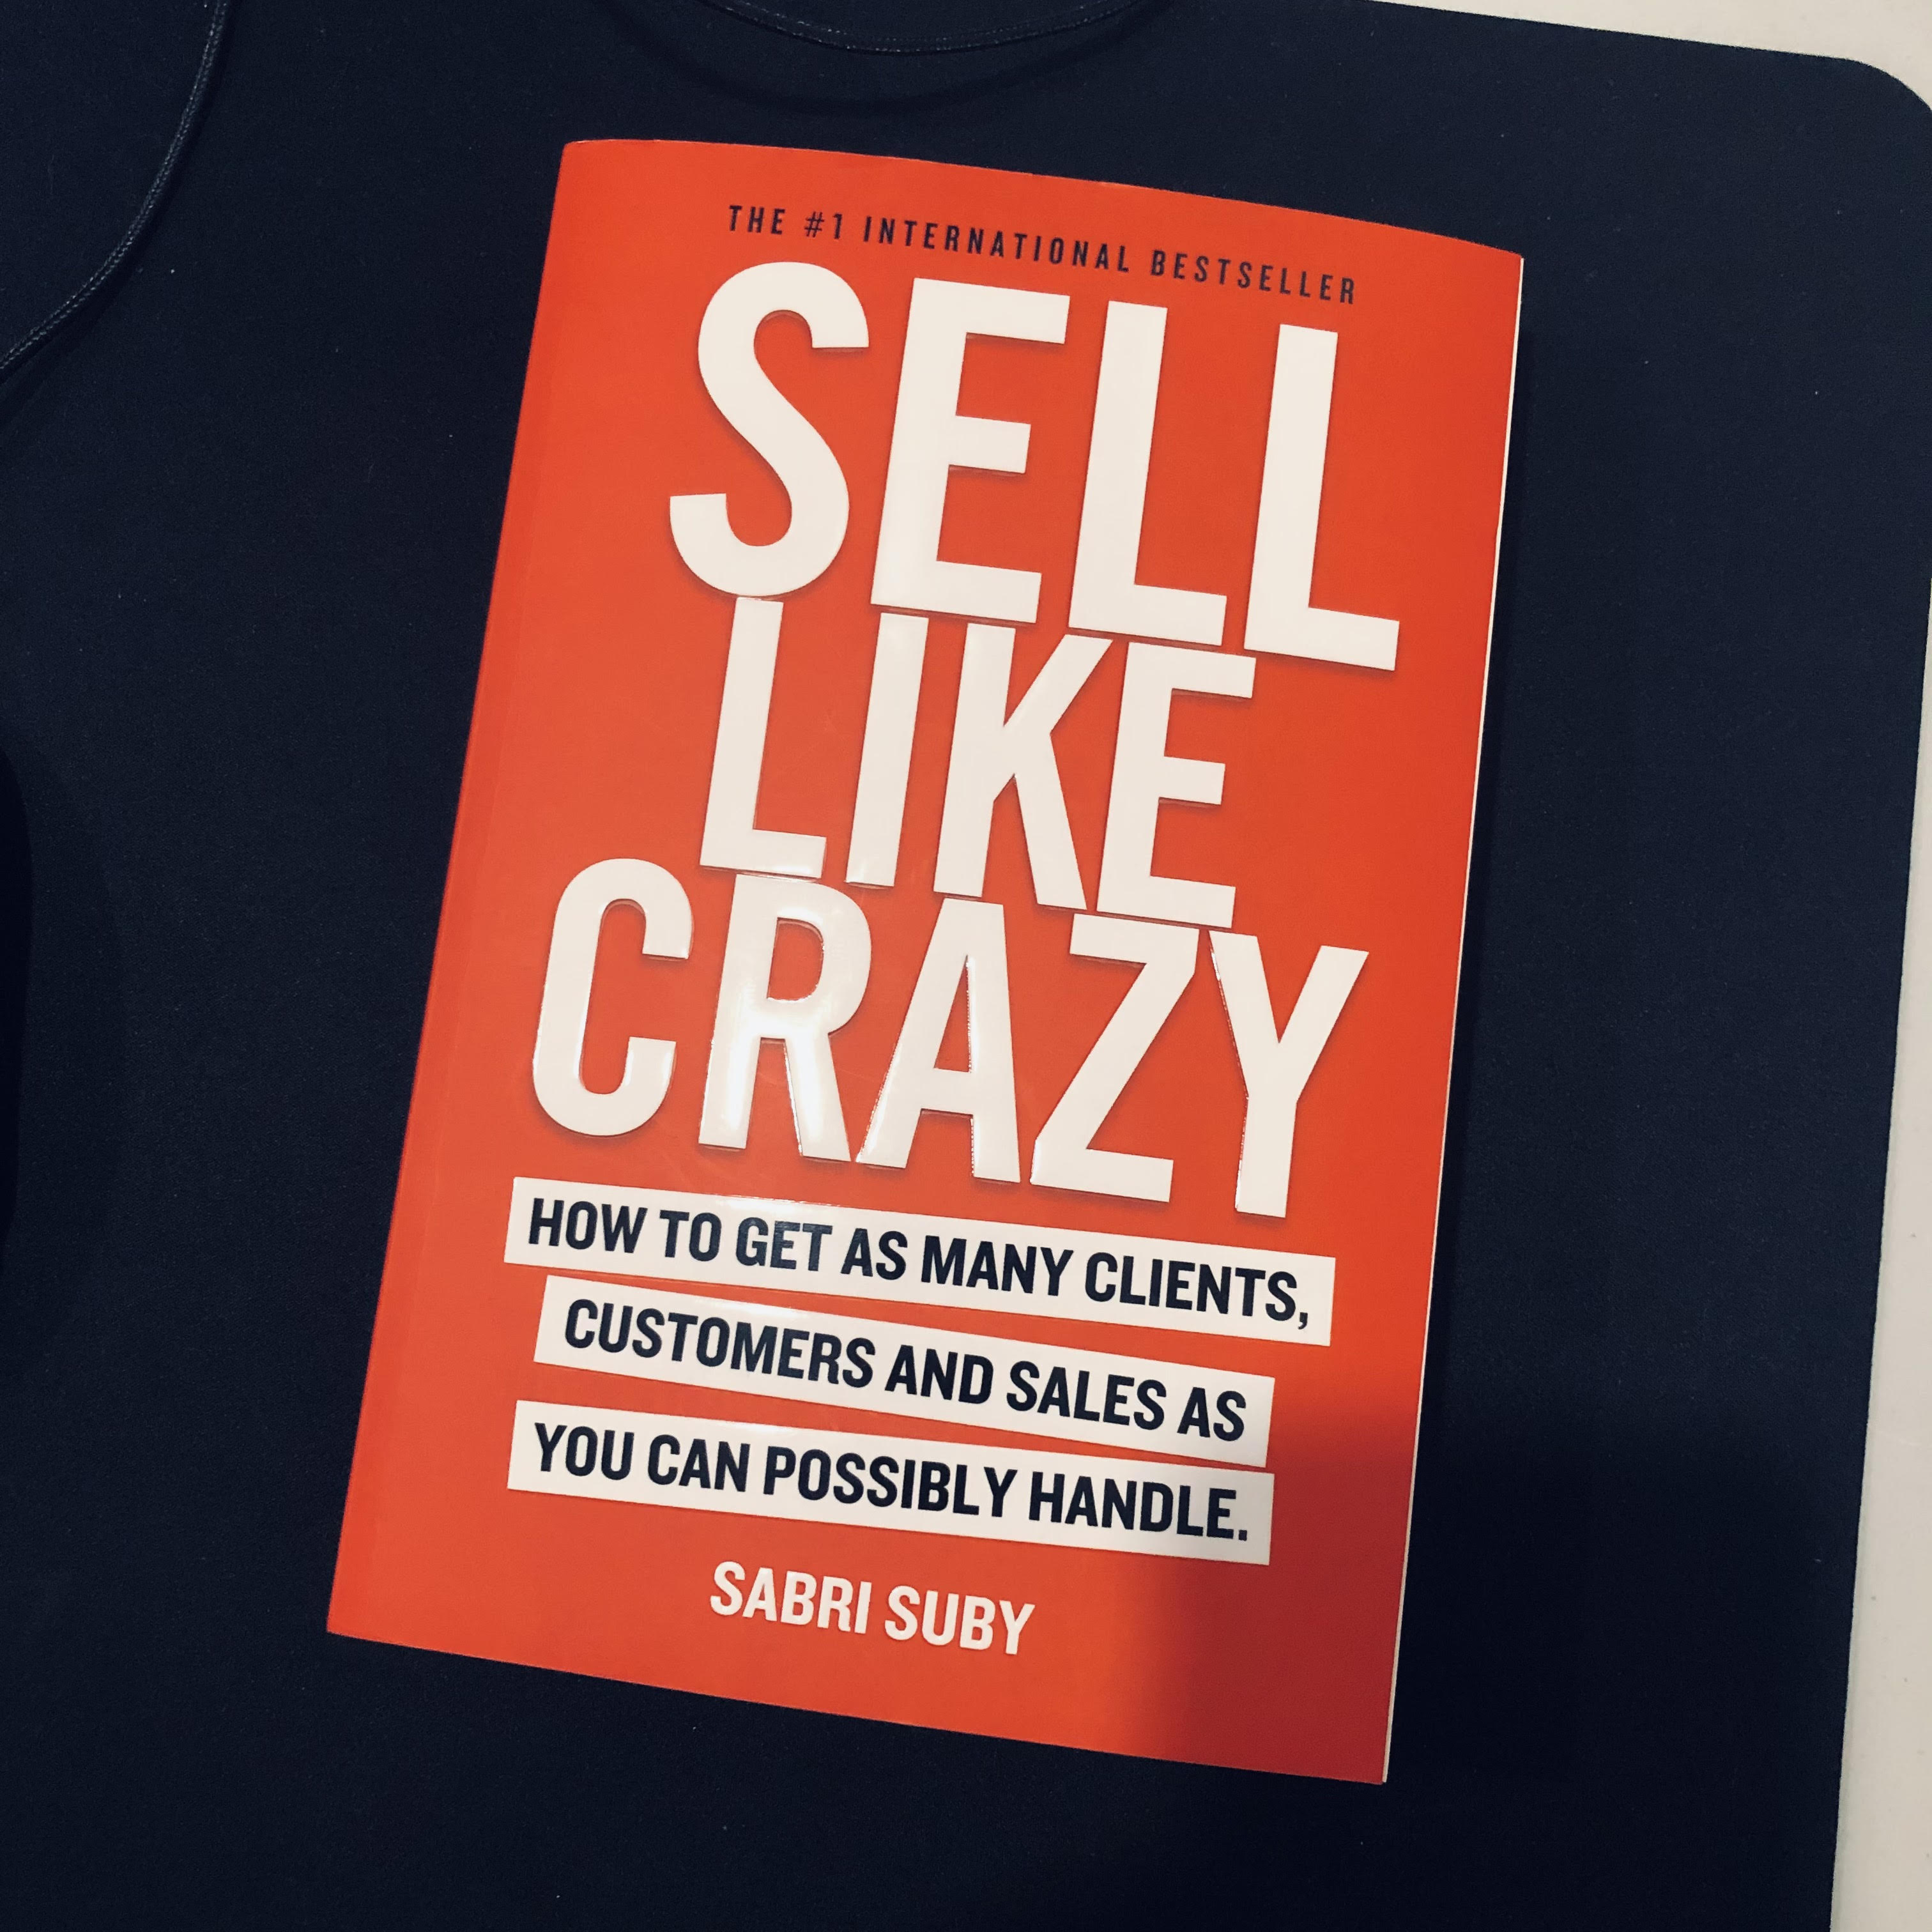 THE #1 INTERNATIONAL BESTSELLER
SELL
LIKE
CRAZY
HOW TO GET AS MANY CLIENTS,
CUSTOMERS AND SALES AS
YOU CAN POSSIBLY HANDLE.
SABRI SUBY